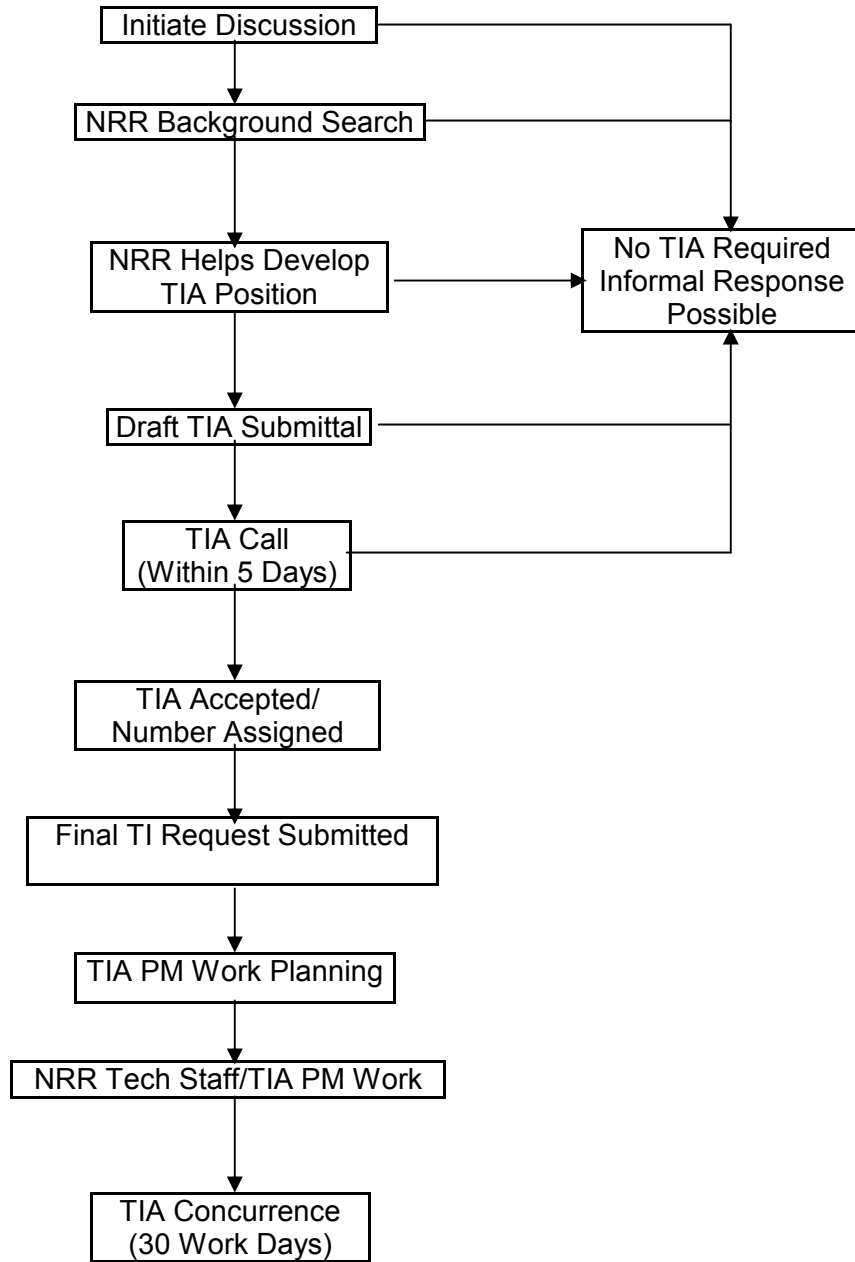 Initiate Discussion
NRR Background Search
NRR Helps Develop
TIA Position
No TIA Required
Informal Response
Possible
Draft TIA Submittal
TIA Call
(Within 5 Days)
TIA Accepted/
Number Assigned
Final TI Request Submitted
TIA PM Work Planning
NRR Tech Staff/TIA PM Work
TIA Concurrence
(30 Work Days)